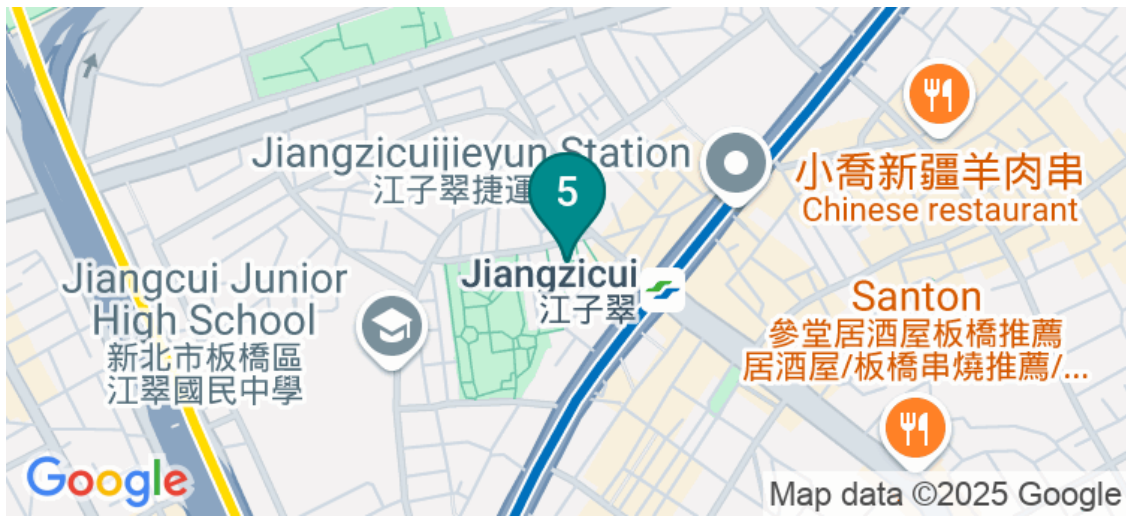 Jiangzicuijieyun Station
江子翠捷運
5
小喬新疆羊肉串
Chinese restaurant
Jiangzicui
江子翠
Jiangcui Junior
High School
新北市板橋區
江翠國民中學
Santon
參堂居酒屋板橋推薦
居酒屋/板橋串燒推薦/...
Google
Map data ©2025 Google